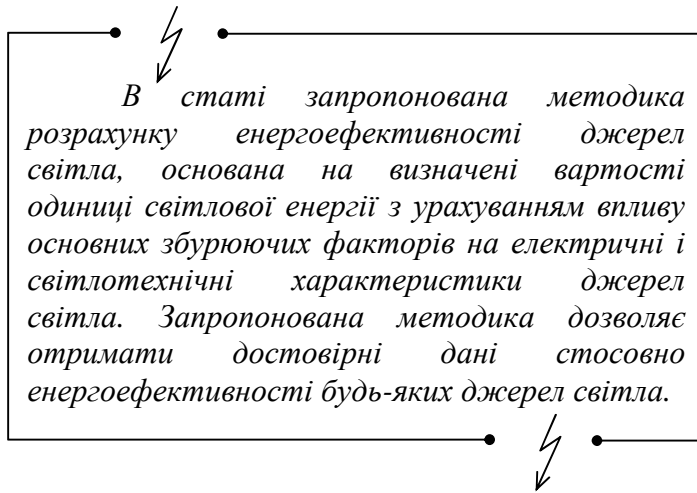 В статі запропонована методика
розрахунку енергоефективності джерел
світла, основана на визначені вартості
одиниці світлової енергії з урахуванням впливу
основних збурюючих факторів на електричні і
світлотехнічні характеристики джерел
світла. Запропонована методика дозволяє
отримати достовірні дані стосовно
енергоефективності будь-яких джерел світла.